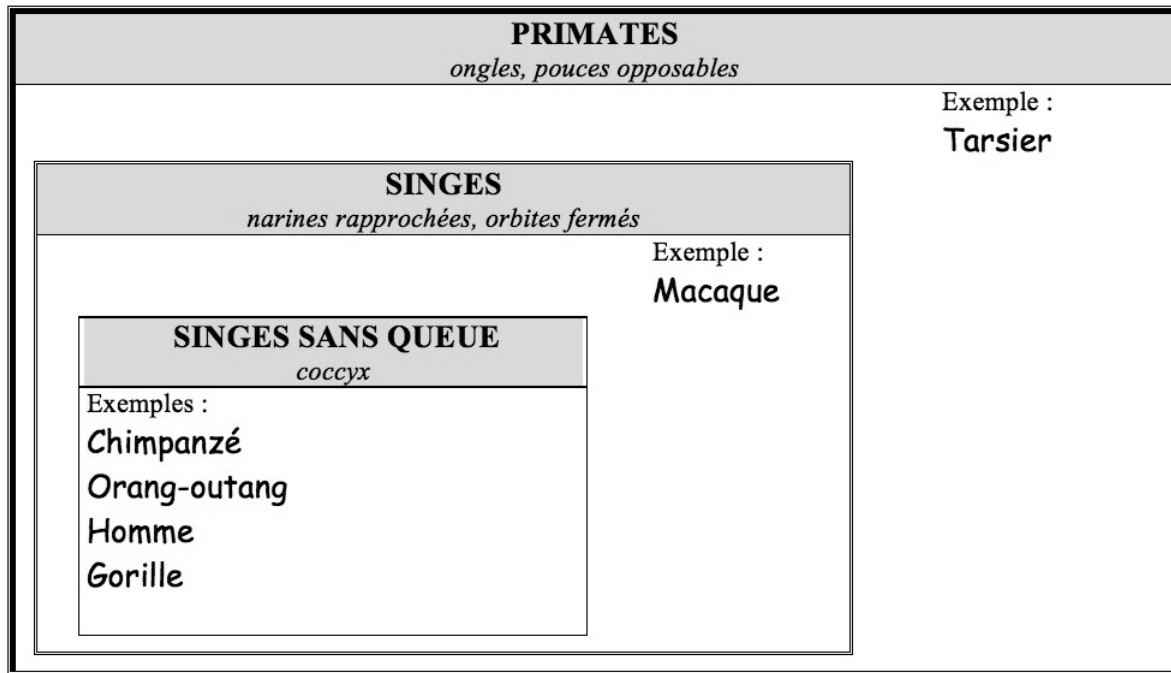 PRIMATES
ongles, pouces opposables
Exemple :
Tarsier
SINGES
narines rapprochées, orbites fermés
Exemple :
Macaque
SINGES SANS QUEUE
coccyx
Exemples :
Chimpanzé
Orang-outang
Homme
Gorille